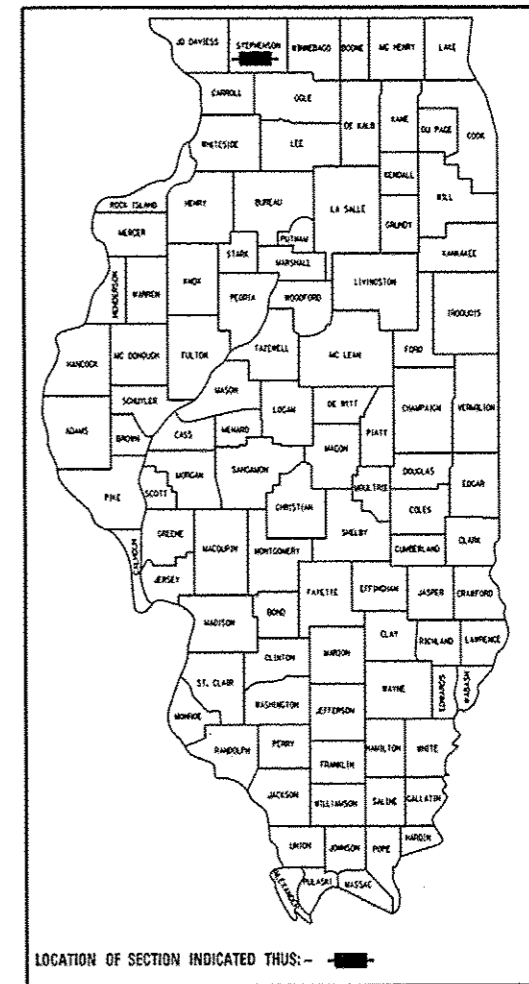 JO DAVIESS STEPHENSON WINNEBAGO BOONE MC HENRY LAKE
CARROLL OGLE
DE KALB KANE DU PAGE COOK
WHITESIDE LEE
KENDALL
WILL
ROCK ISLAND HENRY BUREAU LA SALLE GRUNDY
MERCER PUTNAM KANKAKEE
STARK MARSHALL
HENDERSON WARREN KNOX PEORIA WOODFORD LIVINGSTON IROQUOIS
FORD
HANCOCK MC DONOUGH FULTON TAZEWELL MC LEAN
SCHUYLER MASON LOGAN DE WITT CHAMPAIGN VERMILION
ADAMS BROWN CASS MENARD PIATT
MACON
PIKE SCOTT MORGAN SANGAMON DOUGLAS EDGAR
MOULTRIE
CHRISTIAN COLES
CALHOUN GREENE MACOUPIN MONTGOMERY SHELBY CUMBERLAND CLARK
JERSEY
FAYETTE EFFINGHAM JASPER CRAWFORD
MADISON BOND
CLAY RICHLAND LAWRENCE
CLINTON MARION
ST. CLAIR WAYNE EDWARDS WABASH
WASHINGTON JEFFERSON
MONROE
RANDOLPH PERRY HAMILTON WHITE
FRANKLIN
JACKSON WILLIAMSON SALINE GALLATIN
HARDIN
UNION JOHNSON POPE
ALEXANDER PULASKI MASSAC
LOCATION OF SECTION INDICATED THUS: -